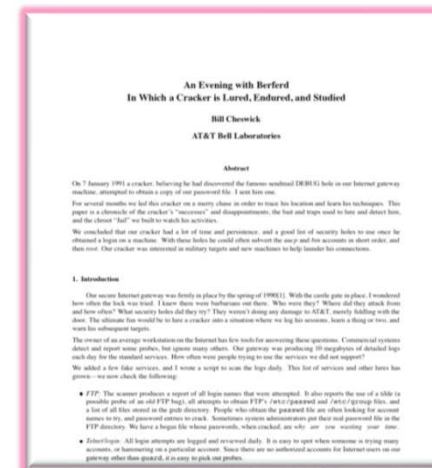 An Evening with Berferd
In Which a Cracker is Lured, Endured, and Studied
Bill Cheswick
AT&T Bell Laboratories
Abstract
On 7 January 1991 a cracker, believing he had discovered the famous sendmail DEBUG hole in our Internet gateway
machine, attempted to obtain a copy of our password file. I sent him one.
For several months we led this cracker on a merry chase in order to trace his location and learn his techniques. This
paper is a chronicle of the cracker's "successes" and disappointments, the bait and traps used to lure and detect him,
and the chroot "Jail" we built to watch his activities.
We concluded that our cracker had a lot of time and persistence, and a good list of security holes to use once he
obtained a login on a machine. With these holes he could often subvert the uucp and bin accounts in short order, and
then root. Our cracker was interested in military targets and new machines to help launder his connections.
1. Introduction
Our secure Internet gateway was firmly in place by the spring of 1990[1]. With the castle gate in place, I wondered
how often the lock was tried. I knew there were barbarians out there. Who were they? Where did they attack from
and how often? What security holes did they try? They weren't doing any damage to AT&T, merely fiddling with the
door. The ultimate fun would be to lure a cracker into a situation where we log his sessions, learn a thing or two, and
warn his subsequent targets.
The owner of an average workstation on the Internet has few tools for answering these questions. Commercial systems
detect and report some probes, but ignore many others. Our gateway was producing 10 megabytes of detailed logs
each day for the standard services. How often were people trying to use the services we did not support?
We added a few fake services, and I wrote a script to scan the logs daily. This list of services and other lures has
grown—we now check the following:
• FTP: The scanner produces a report of all login names that were attempted. It also reports the use of a tilde (a
possible probe of an old FTP bug), all attempts to obtain FTP's /etc/passwd and /etc/group files, and
a list of all files stored in the pub directory. People who obtain the passwd file are often looking for account
names to try, and password entries to crack. Sometimes system administrators put their real password file in the
FTP directory. We have a bogus file whose passwords, when cracked, are why are you wasting your time.
• Telnet/login: All login attempts are logged and reviewed daily. It is easy to spot when someone is trying many
accounts, or hammering on a particular account. Since there are no authorized accounts for Internet users on our
gateway other than guard, it is easy to pick out probes.